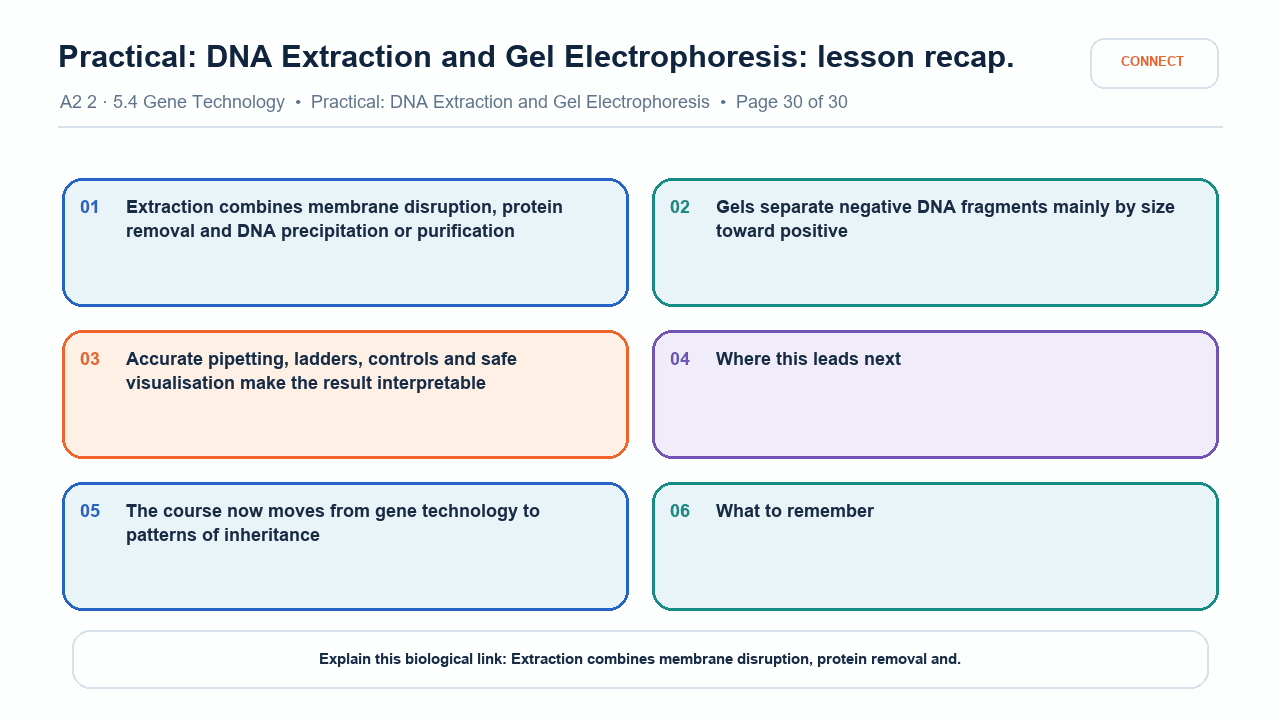 Practical: DNA Extraction and Gel Electrophoresis: lesson recap.
CONNECT
A2 2 · 5.4 Gene Technology • Practical: DNA Extraction and Gel Electrophoresis • Page 30 of 30
01 Extraction combines membrane disruption, protein
removal and DNA precipitation or purification
02 Gels separate negative DNA fragments mainly by size
toward positive
03 Accurate pipetting, ladders, controls and safe
visualisation make the result interpretable
04 Where this leads next
05 The course now moves from gene technology to
patterns of inheritance
06 What to remember
Explain this biological link: Extraction combines membrane disruption, protein removal and.